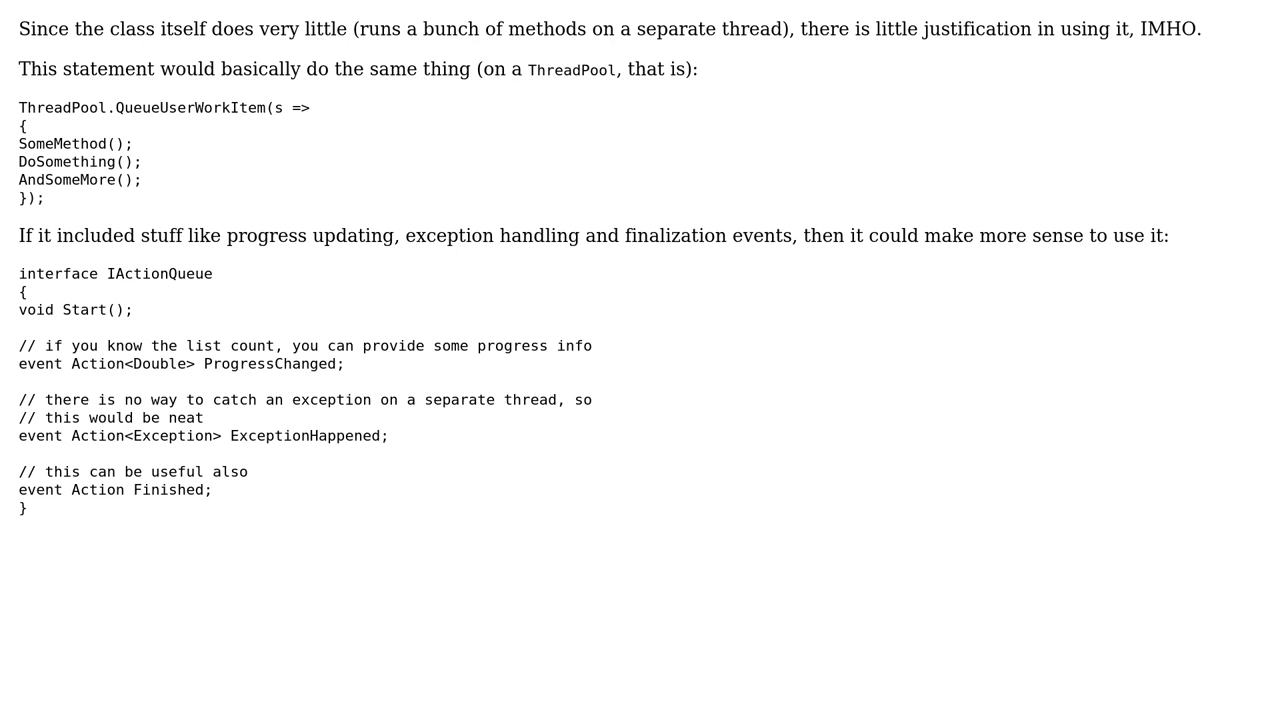 Since the class itself does very little (runs a bunch of methods on a separate thread), there is little justification in using it, IMHO.
This statement would basically do the same thing (on a ThreadPool, that is):
ThreadPool.QueueUserWorkItem(s =>
{
SomeMethod();
DoSomething();
AndSomeMore();
});
If it included stuff like progress updating, exception handling and finalization events, then it could make more sense to use it:
interface IActionQueue
{
void Start();
// if you know the list count, you can provide some progress info
event Action<Double> ProgressChanged;
// there is no way to catch an exception on a separate thread, so
// this would be neat
event Action<Exception> ExceptionHappened;
// this can be useful also
event Action Finished;
}